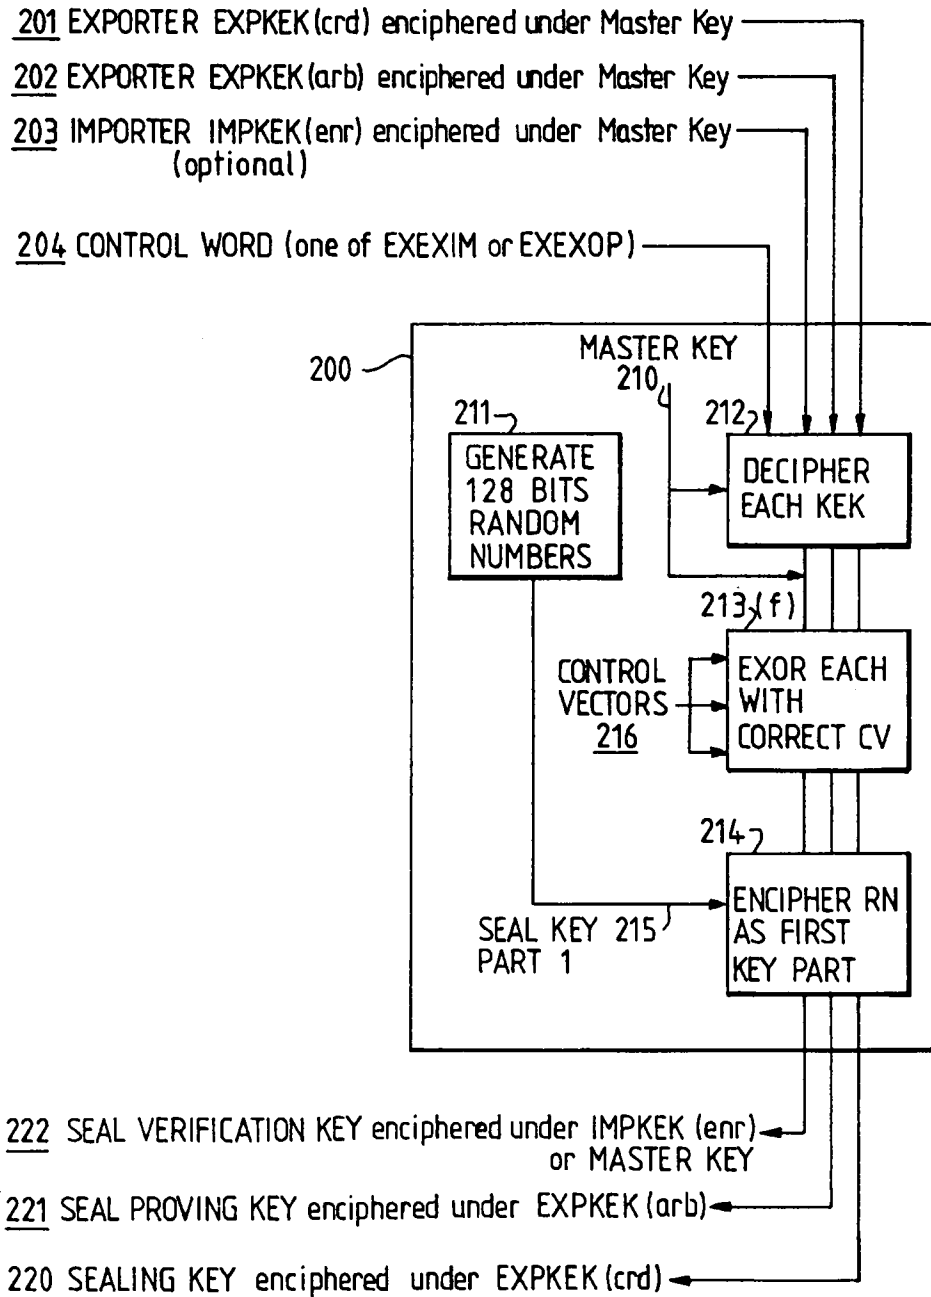 201 EXPORTER EXPKEK(crd) enciphered under Master Key
202 EXPORTER EXPKEK(arb) enciphered under Master Key
203 IMPORTER IMPKEK(enr) enciphered under Master Key
(optional)
204 CONTROL WORD (one of EXEXIM or EXEXOP)
200
MASTER KEY
210
211
GENERATE
128 BITS
RANDOM
NUMBERS
212
DECIPHER
EACH KEK
213(f)
CONTROL
VECTORS
216
EXOR EACH
WITH
CORRECT CV
214
SEAL KEY 215
PART 1
ENCIPHER RN
AS FIRST
KEY PART
222 SEAL VERIFICATION KEY enciphered under IMPKEK (enr)
or MASTER KEY
221 SEAL PROVING KEY enciphered under EXPKEK(arb)
220 SEALING KEY enciphered under EXPKEK(crd)